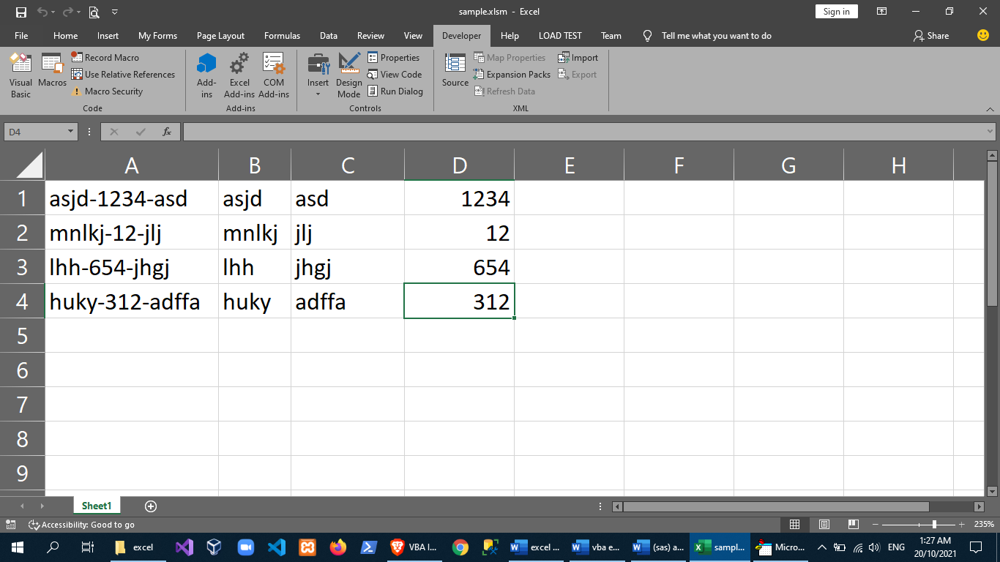 sample.xlsm - Excel
Sign in
File Home Insert My Forms Page Layout Formulas Data Review View Developer Help LOAD TEST Team Tell me what you want to do Share
Visual Basic
Macros
Record Macro
Use Relative References
Macro Security
Code
Add-ins
Excel Add-ins
COM Add-ins
Add-ins
Insert
Design Mode
Properties
View Code
Run Dialog
Controls
Source
Map Properties
Expansion Packs
Refresh Data
Import
Export
XML
D4 fx
A B C D E F G H
1 asjd-1234-asd asjd asd 1234
2 mnlkj-12-jlj mnlkj jlj 12
3 lhh-654-jhgj lhh jhgj 654
4 huky-312-adffa huky adffa 312
5
6
7
8
9
Sheet1
Accessibility: Good to go 235%
excel VBA I... excel ... vba e... (sas) a... sampl... Micro... ENG 1:27 AM
20/10/2021